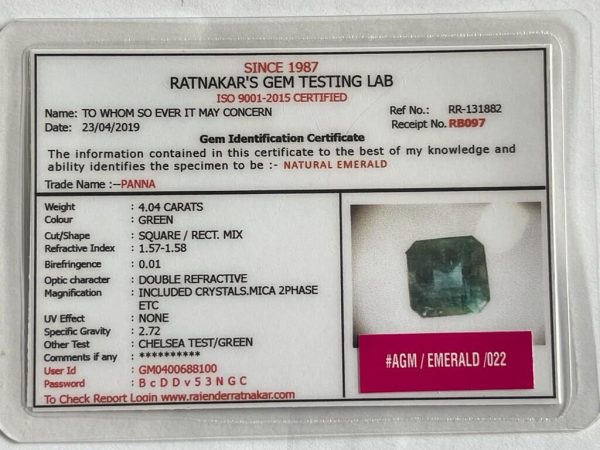 SINCE 1987
RATNAKAR'S GEM TESTING LAB
ISO 9001-2015 CERTIFIED
Name: TO WHOM SO EVER IT MAY CONCERN Ref No.: RR-131882
Date: 23/04/2019 Receipt No. RB097
Gem Identification Certificate
The information contained in this certificate to the best of my knowledge and
ability identifies the specimen to be :- NATURAL EMERALD
Trade Name :--PANNA
Weight : 4.04 CARATS
Colour : GREEN
Cut/Shape : SQUARE / RECT. MIX
Refractive Index : 1.57-1.58
Birefringence : 0.01
Optic character : DOUBLE REFRACTIVE
Magnification : INCLUDED CRYSTALS.MICA 2PHASE
ETC
UV Effect : NONE
Specific Gravity : 2.72
Other Test : CHELSEA TEST/GREEN
Comments if any : **********
User Id : GM0400688100
Password : B c D D v 5 3 N G C
To Check Report Login www.rajenderratnakar.com
#AGM / EMERALD /022